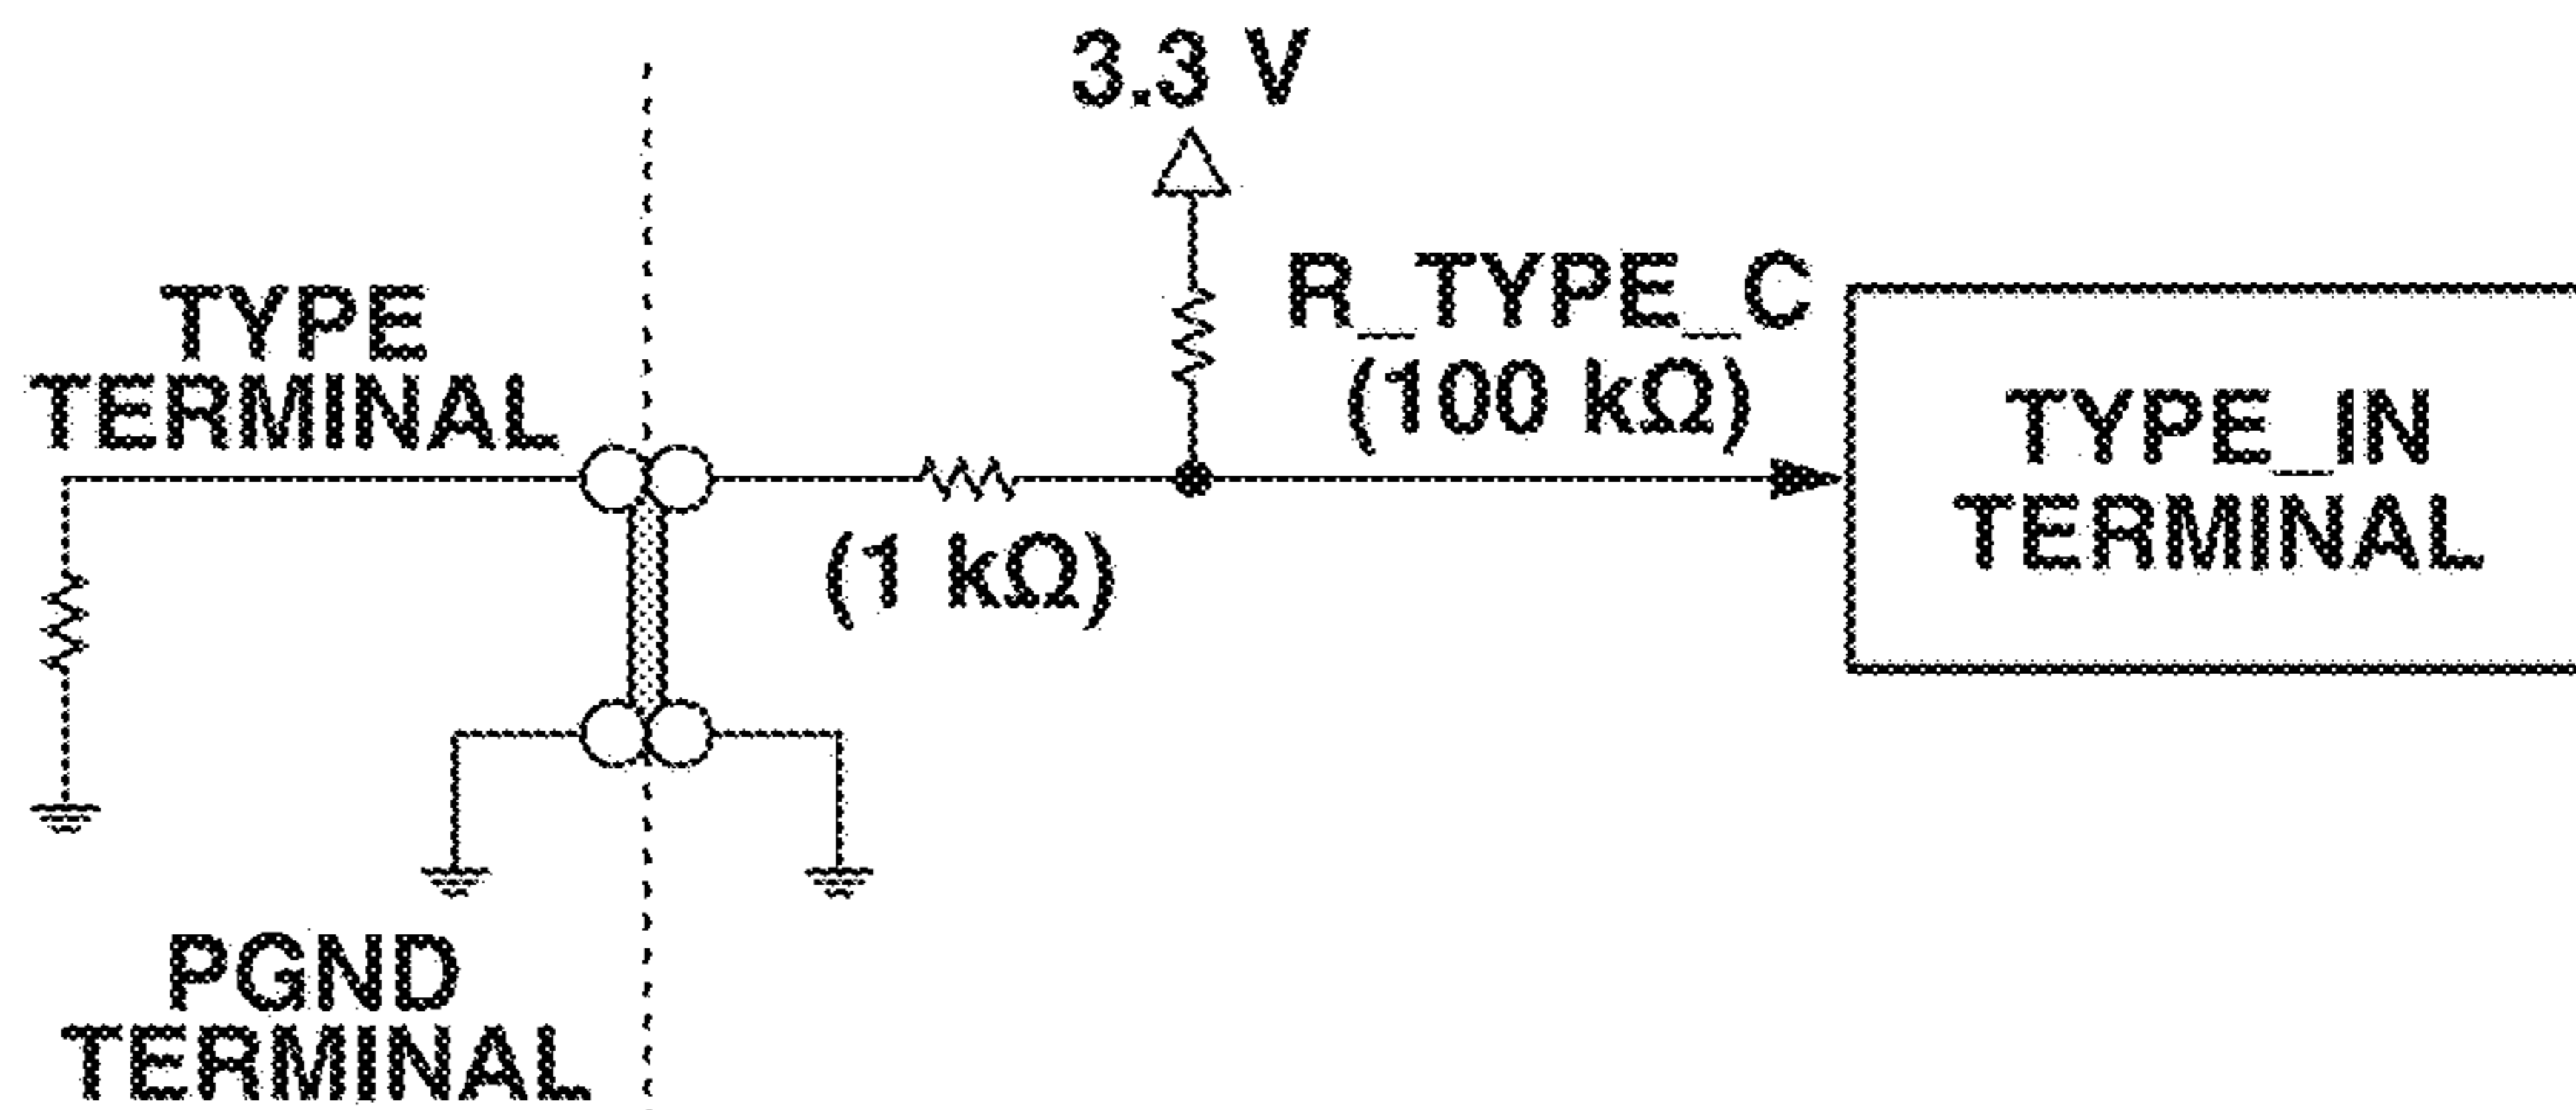 3.3 V
R_TYPE_C
(100 kΩ)
TYPE
TERMINAL
TYPE_IN
TERMINAL
(1 kΩ)
PGND
TERMINAL